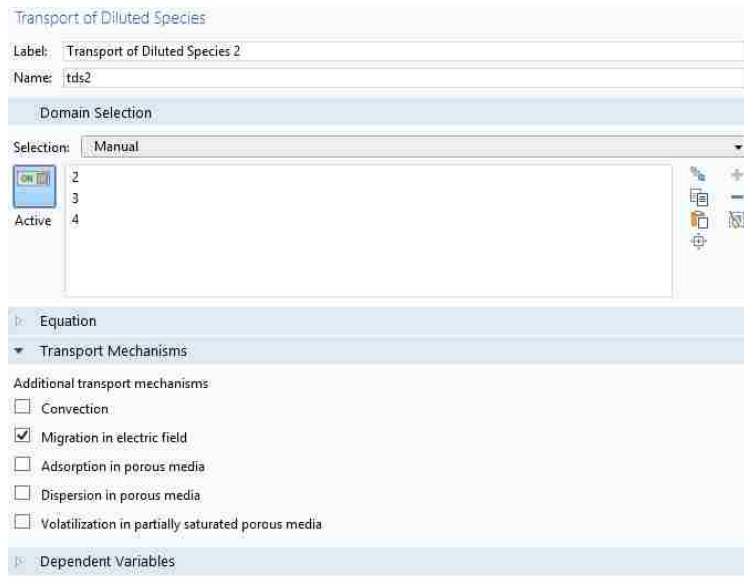 Transport of Diluted Species
Label: Transport of Diluted Species 2
Name: tds2
Domain Selection
Selection: Manual
ON
2
3
Active 4
Equation
Transport Mechanisms
Additional transport mechanisms
Convection
Migration in electric field
Adsorption in porous media
Dispersion in porous media
Volatilization in partially saturated porous media
Dependent Variables